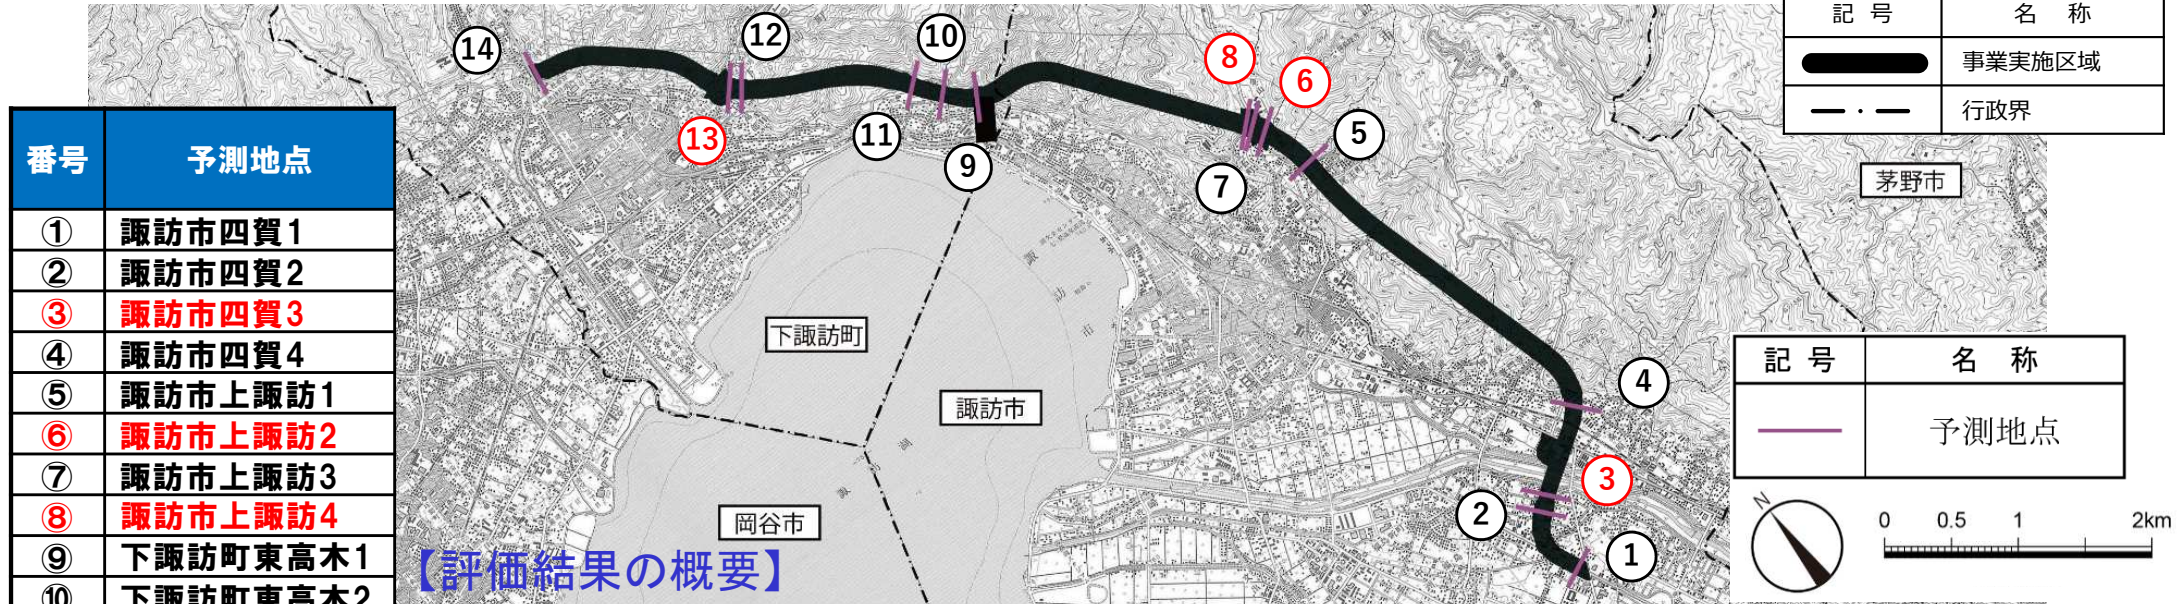 記号 名称
事業実施区域
行政界
14
12
10
8
6
13
11
9
7
5
番号 予測地点
① 諏訪市四賀1
② 諏訪市四賀2
③ 諏訪市四賀3
④ 諏訪市四賀4
⑤ 諏訪市上諏訪1
⑥ 諏訪市上諏訪2
⑦ 諏訪市上諏訪3
⑧ 諏訪市上諏訪4
⑨ 下諏訪町東高木1
⑩ 下諏訪町東高木2
茅野市
下諏訪町
諏訪市
岡谷市
諏訪市
4
3
2
1
記号 名称
予測地点
N
0 0.5 1 2km
【評価結果の概要】